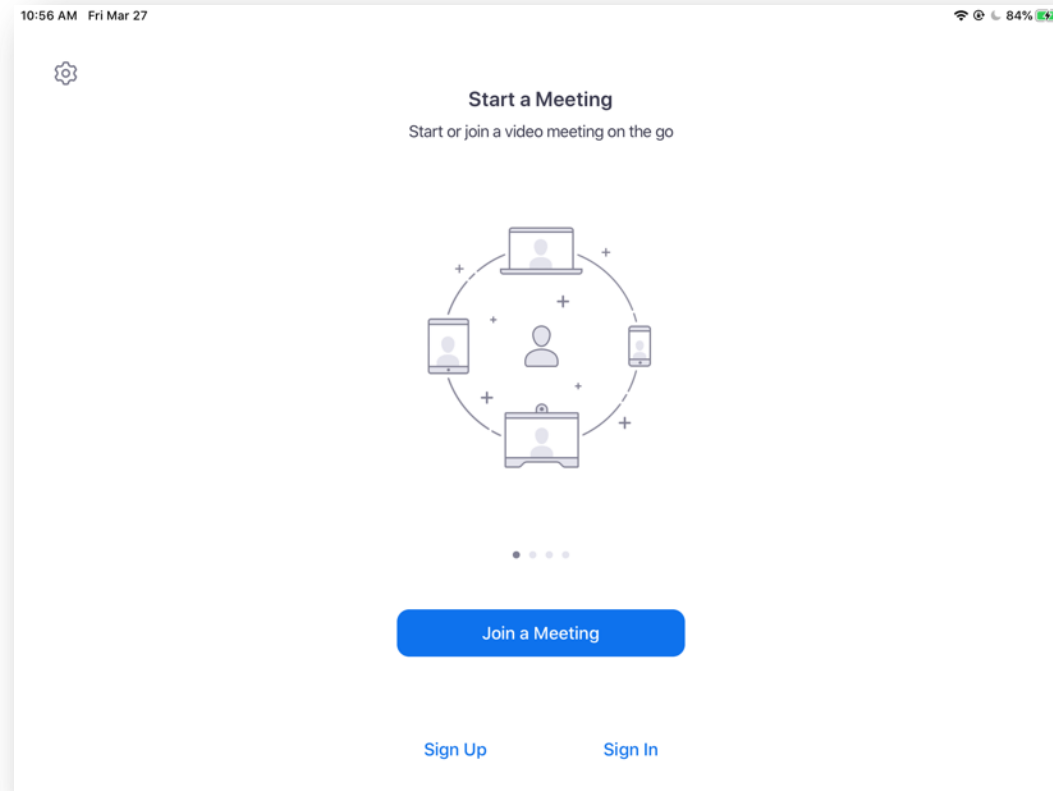 10:56 AM Fri Mar 27 84%
Start a Meeting
Start or join a video meeting on the go
Join a Meeting
Sign Up Sign In